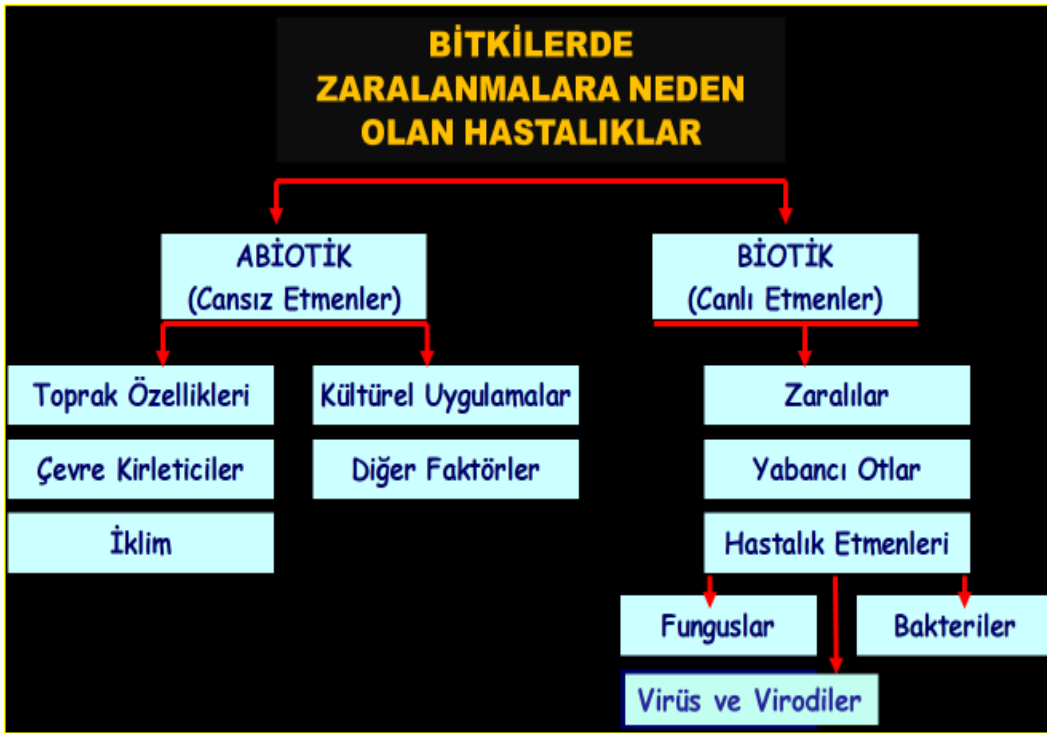 BİTKİLERDE
ZARALANMALARA NEDEN
OLAN HASTALIKLAR
ABİOTİK
(Cansız Etmenler)
BİOTİK
(Canlı Etmenler)
Toprak Özellikleri
Kültürel Uygulamalar
Zaralılar
Çevre Kirleticiler
Diğer Faktörler
Yabancı Otlar
İklim
Hastalık Etmenleri
Funguslar
Bakteriler
Virüs ve Virodiler